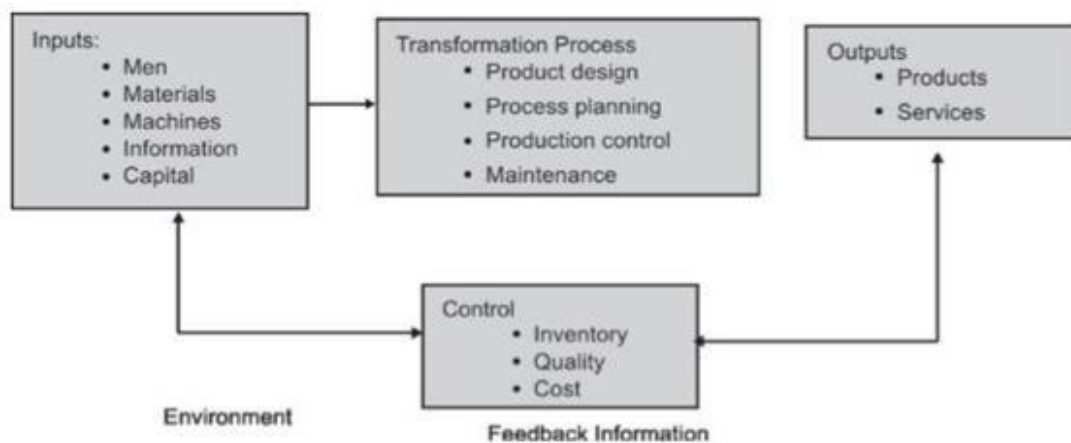 Inputs:
• Men
• Materials
• Machines
• Information
• Capital
Transformation Process
• Product design
• Process planning
• Production control
• Maintenance
Outputs
• Products
• Services
Control
• Inventory
• Quality
• Cost
Environment
Feedback Information